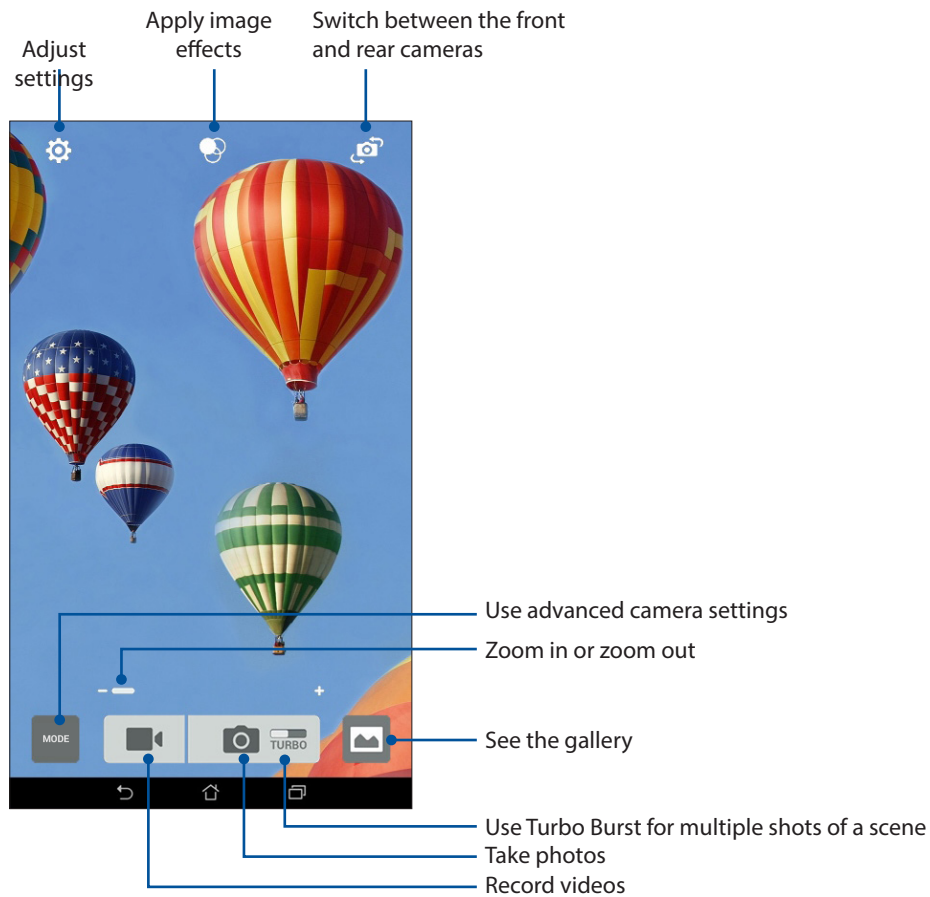 Apply image
effects
Switch between the front
and rear cameras
Adjust
settings
Use advanced camera settings
Zoom in or zoom out
MODE
TURBO
See the gallery
Use Turbo Burst for multiple shots of a scene
Take photos
Record videos